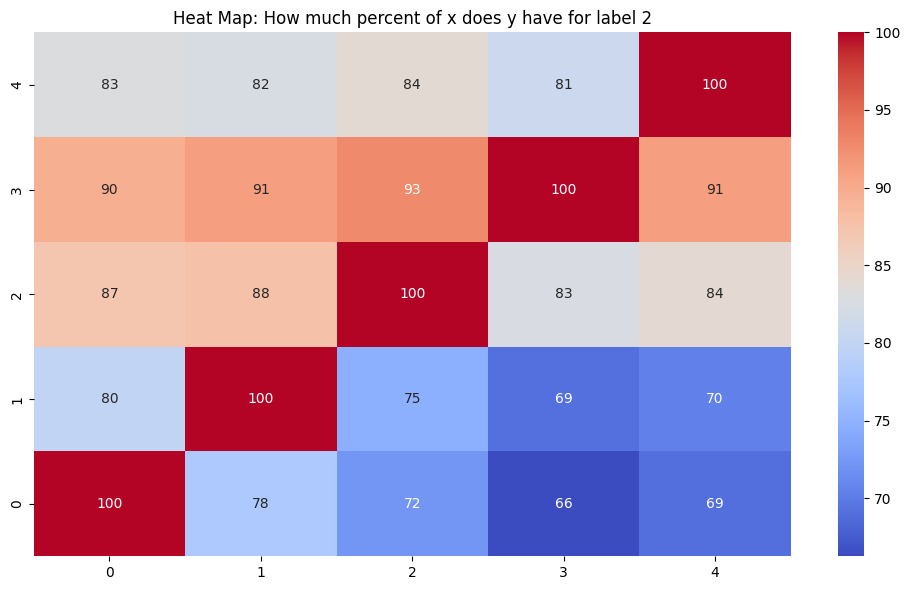 Heat Map: How much percent of x does y have for label 2
4 83 82 84 81 100
3 90 91 93 100 91
2 87 88 100 83 84
1 80 100 75 69 70
0 100 78 72 66 69
0 1 2 3 4
100
95
90
85
80
75
70